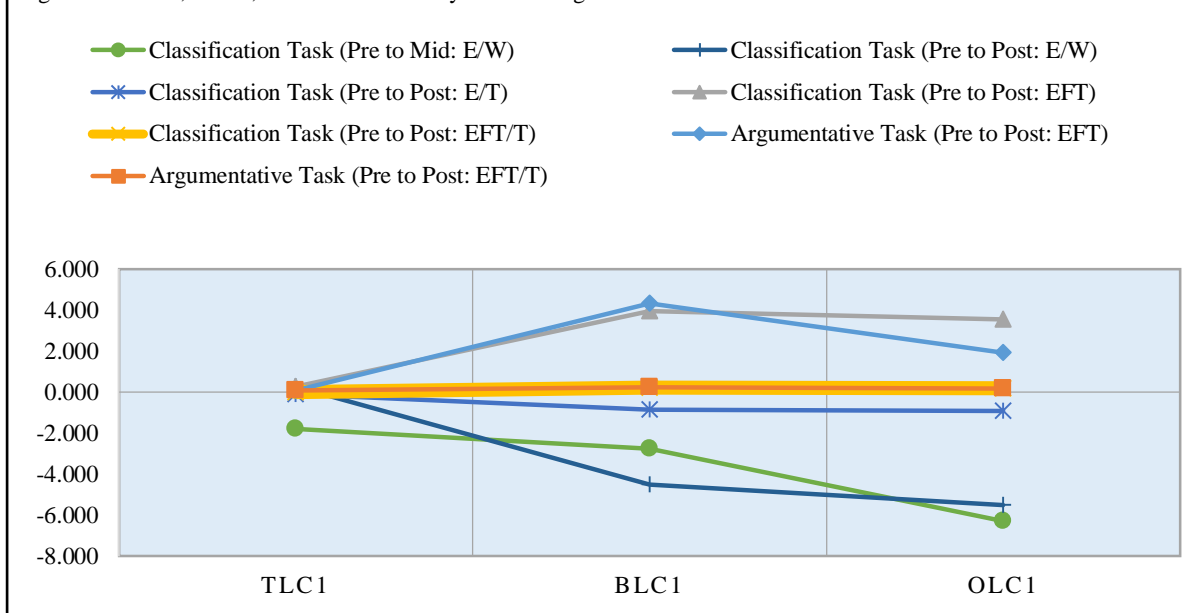 Classification Task (Pre to Mid: E/W) Classification Task (Pre to Post: E/W)
Classification Task (Pre to Post: E/T) Classification Task (Pre to Post: EFT)
Classification Task (Pre to Post: EFT/T) Argumentative Task (Pre to Post: EFT)
Argumentative Task (Pre to Post: EFT/T)
6.000
4.000
2.000
0.000
-2.000
-4.000
-6.000
-8.000
TLC1 BLC1 OLC1